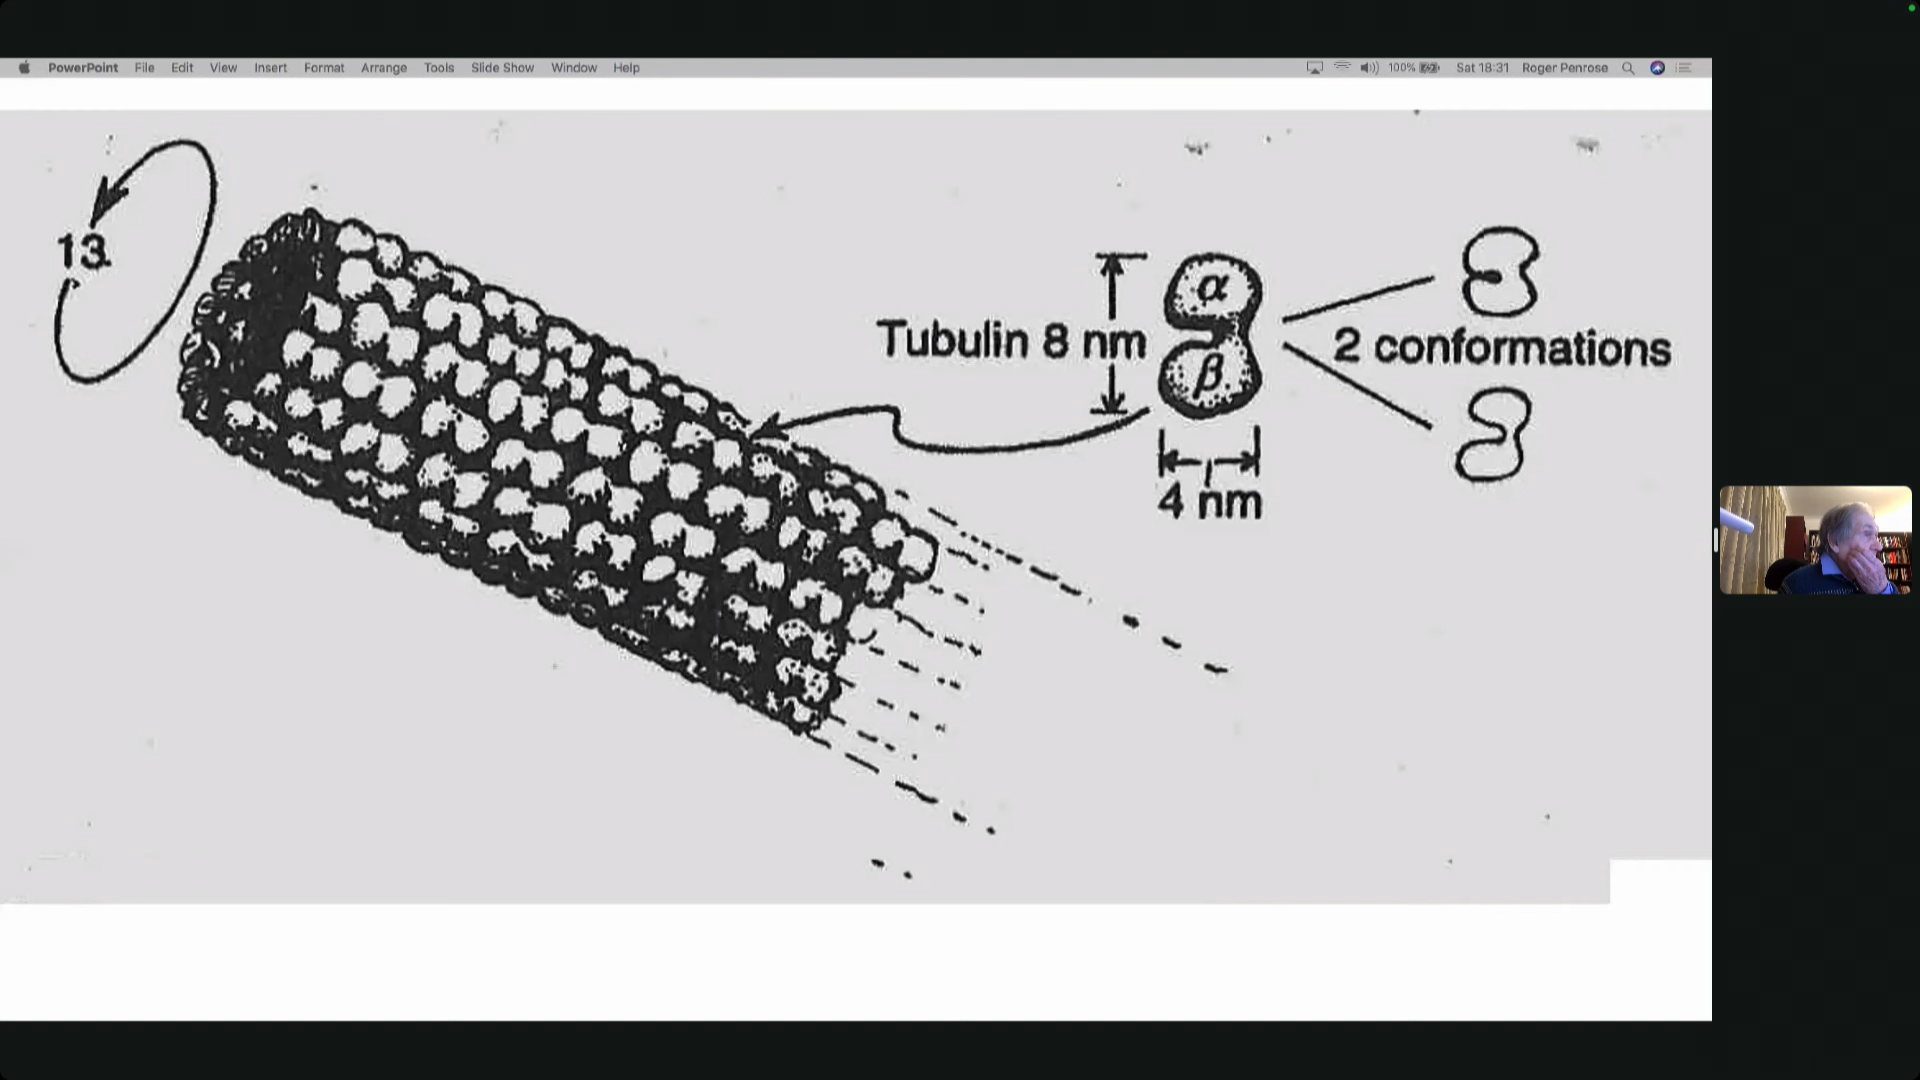 PowerPoint File Edit View Insert Format Arrange Tools Slide Show Window Help 100% Sat 18:31 Roger Penrose
13
α
Tubulin 8 nm
2 conformations
β
4 nm